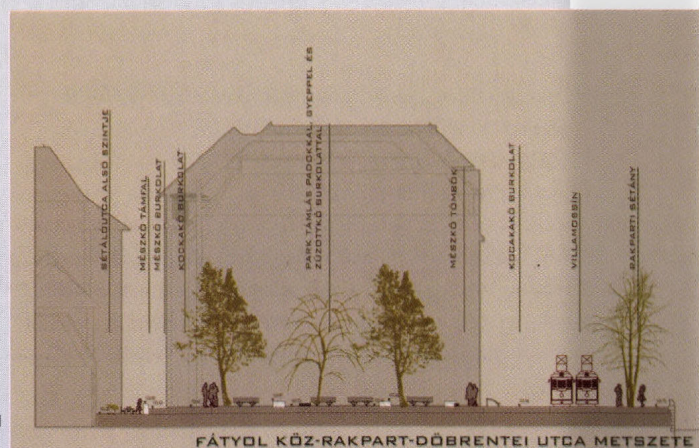 SÉTÁLÓUTCA ALSÓ SZINTJE
MÉSZKŐ TÁMFAL
MÉSZKŐ BURKOLAT
KOCKAKŐ BURKOLAT
PARK TÁMLÁS PADOKKAL, GYEPPEL ÉS
ZÚZOTTKŐ BURKOLATTAL
MÉSZKŐ TÖMBÖK
KOCAKAKŐ BURKOLAT
VILLAMOSSÍN
RAKPARTI SÉTÁNY
FÁTYOL KÖZ-RAKPART-DÖBRENTEI UTCA METSZETE